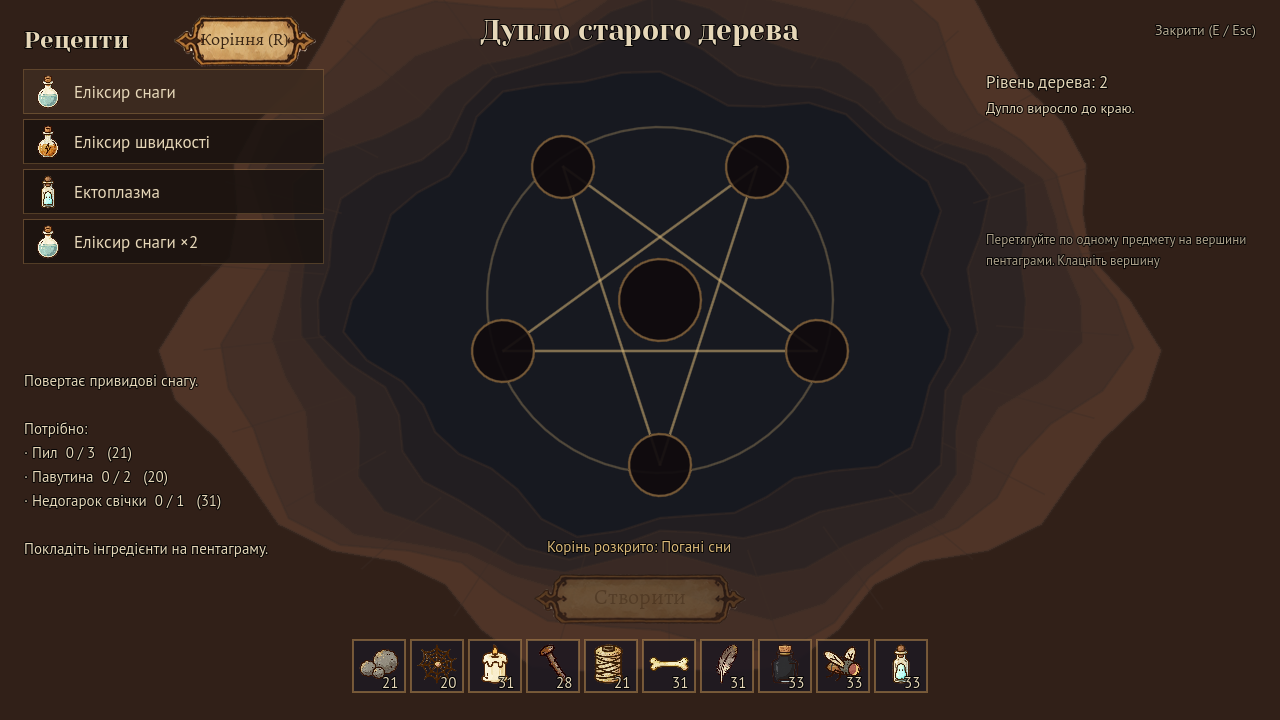 Рецепти
Коріння (R)
Дупло старого дерева
Закрити (E / Esc)
Еліксир снаги
Еліксир швидкості
Ектоплазма
Еліксир снаги ×2
Рівень дерева: 2
Дупло виросло до краю.
Перетягуйте по одному предмету на вершини
пентаграми. Клацніть вершину
Повертає привидові снагу.
Потрібно:
· Пил 0 / 3 (21)
· Павутина 0 / 2 (20)
· Недогарок свічки 0 / 1 (31)
Покладіть інгредієнти на пентаграму.
Корінь розкрито: Погані сни
Створити
21 20 31 28 21 31 31 33 33 33